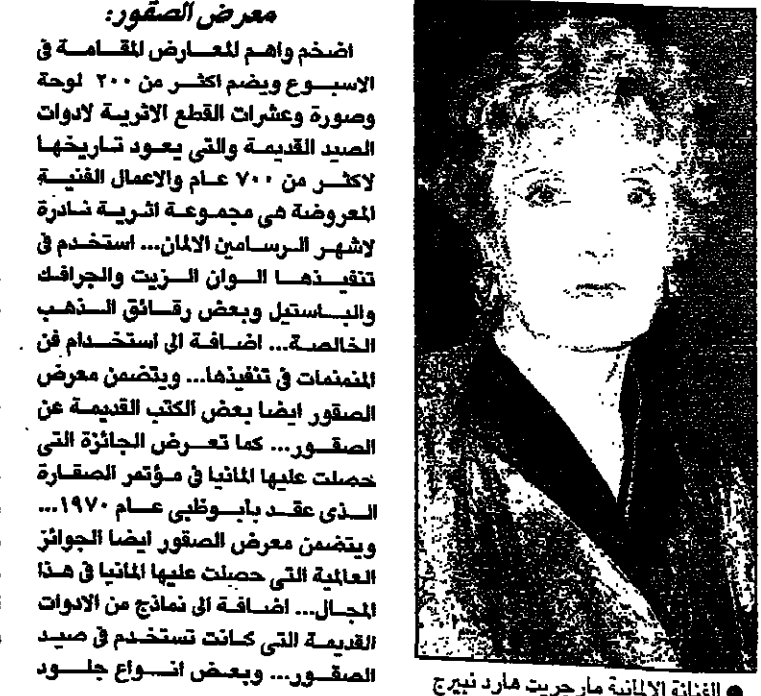 معرض الصقور:
اضخم واهم المعارض المقامة في
الاسبوع ويضم اكثر من ٢٠٠ لوحة
وصورة وعشرات القطع الاثرية لادوات
الصيد القديمة والتى يعود تاريخها
لاكثر من ٧٠٠ عام والاعمال الفنية
المعروضة هى مجموعة اثرية نادرة
لاشهر الرسامين الالمان... استخدم في
تنفيذها الوان الزيت والجرافك
والباستيل وبعض رقائق الذهب
الخالصة... اضافة الى استخدام فن
المنمنمات في تنفيذها... ويتضمن معرض
الصقور ايضا بعض الكتب القديمة عن
الصقور... كما تعرض الجائزة التى
حصلت عليها المانيا في مؤتمر الصقارة
الذى عقد بأبوظبى عام ١٩٧٠...
ويتضمن معرض الصقور ايضا الجوائز
العالمية التى حصلت عليها المانيا في هذا
المجال... اضافة الى نماذج من الادوات
القديمة التى كانت تستخدم في صيد
الصقور... وبعض انواع جلود
● الفنانة الالمانية مارجريت هارد نبيرج